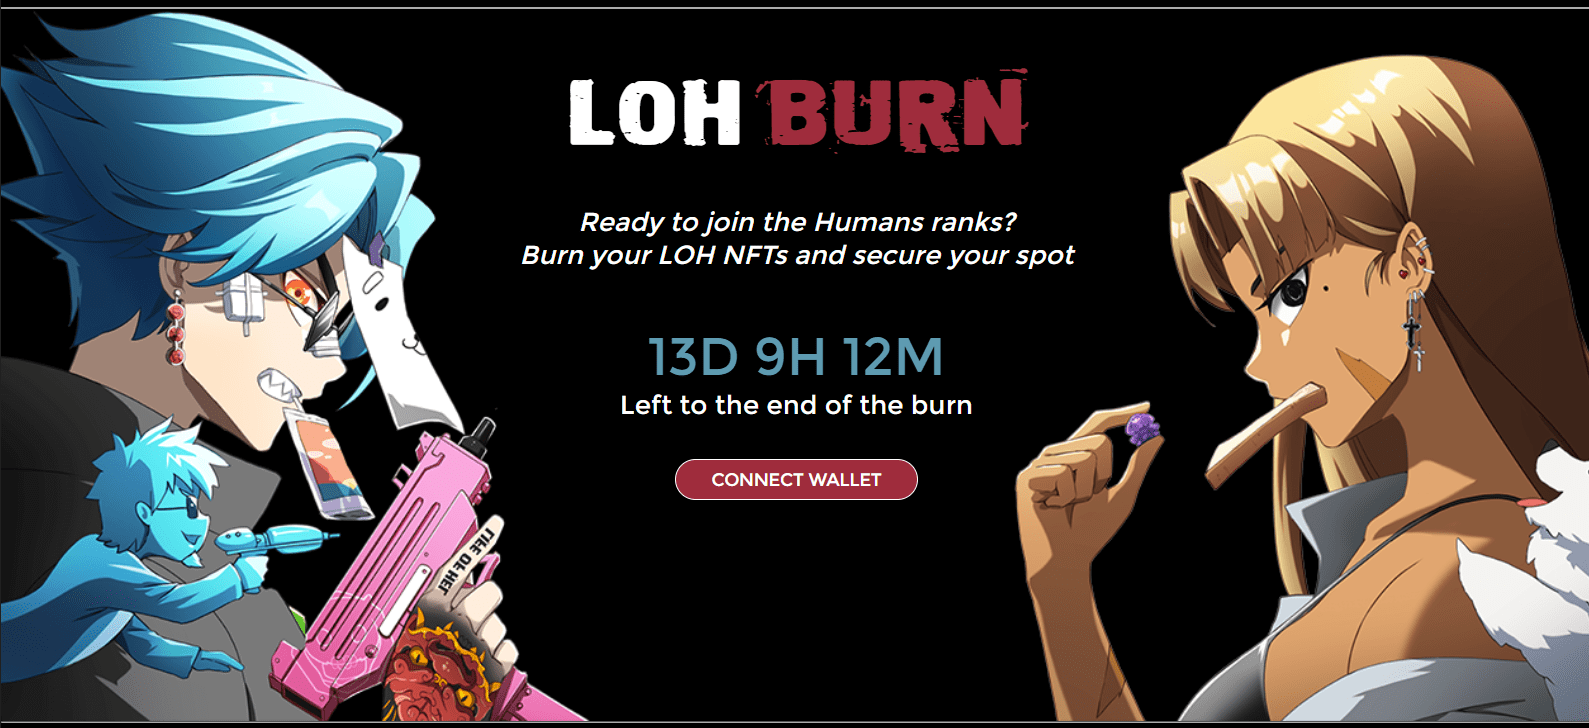 LOH BURN
Ready to join the Humans ranks?
Burn your LOH NFTs and secure your spot
13D 9H 12M
Left to the end of the burn
CONNECT WALLET
LIFE OF HEL